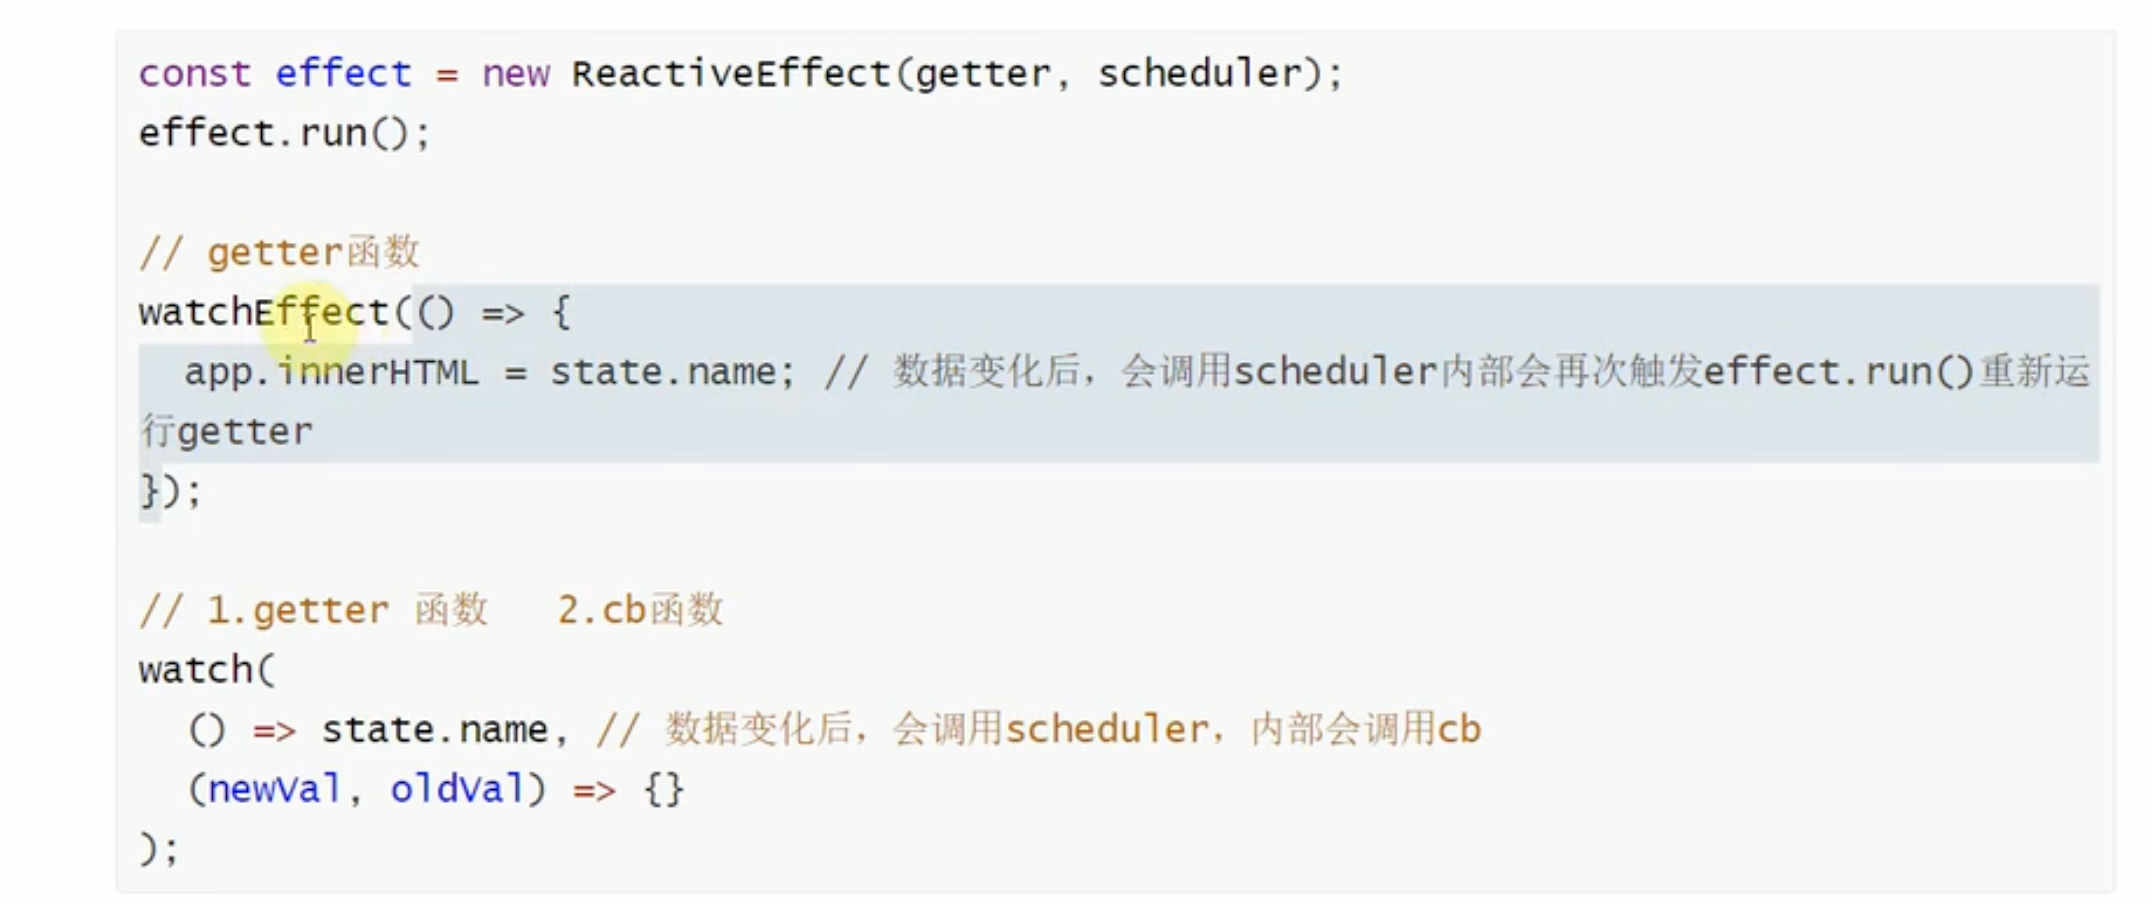 const effect = new ReactiveEffect(getter, scheduler);
effect.run();
// getter函数
watchEffect(() => {
app.innerHTML = state.name; // 数据变化后，会调用scheduler内部会再次触发effect.run()重新运
行getter
});
// 1.getter 函数 2.cb函数
watch(
() => state.name, // 数据变化后，会调用scheduler，内部会调用cb
(newVal, oldVal) => {}
);